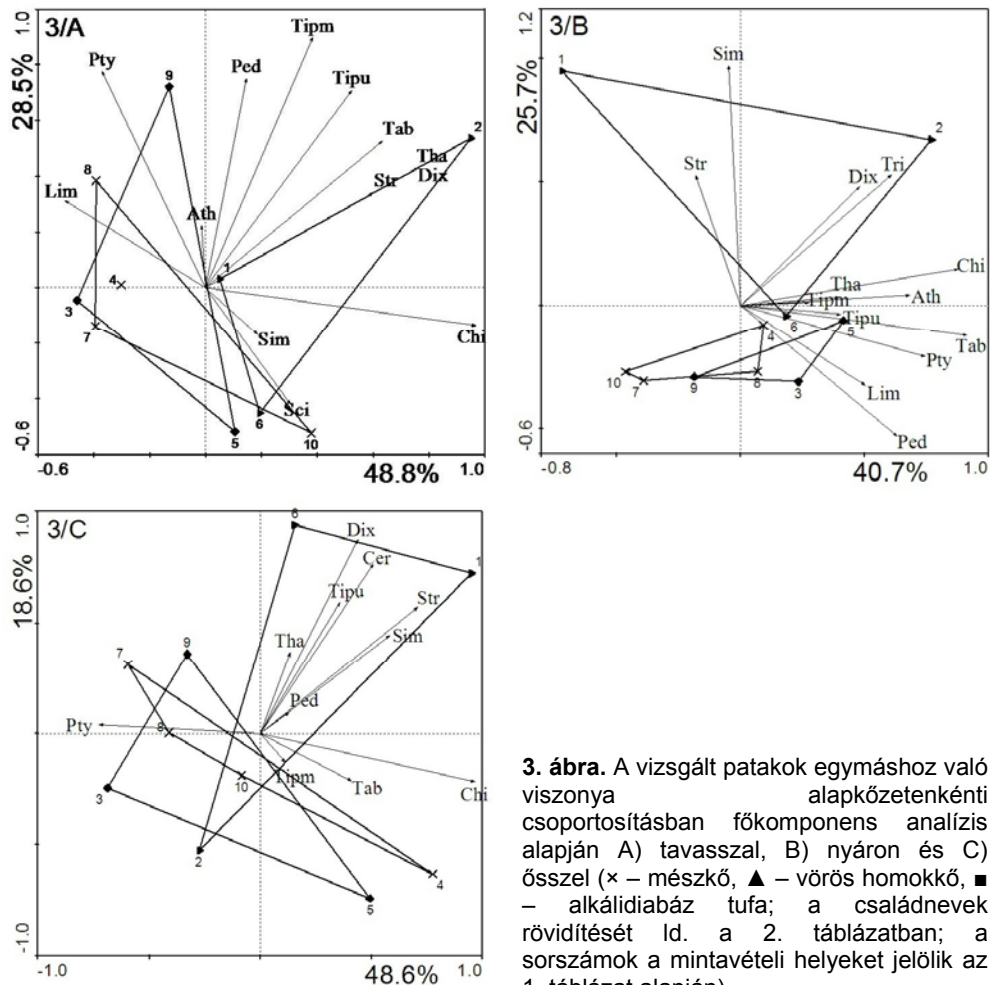 3/A
1.0
28.5%
-0.6
-0.6
48.8%
1.0
Tipm
Pty
Ped
Tipu
9
Tab
2
Tha
Dix
Str
8
Lim
Ath
1
4
3
7
Sim
Chi
Sci
5
6
10
3/B
1.2
25.7%
-0.6
-0.8
40.7%
1.0
Sim
1
2
Str
Dix
Tri
Chi
Tha
Tipm
Ath
Tipu
6
5
4
Tab
Pty
10
7
9
8
3
Lim
Ped
3/C
1.0
18.6%
-1.0
-1.0
48.6%
1.0
6
Dix
Cer
1
Tipu
Str
Sim
Tha
9
7
Ped
Pty
8
10
Tipm
Tab
Chi
3
2
4
5
3. ábra. A vizsgált patakok egymáshoz való
viszonya alapkőzetenkénti
csoportosításban főkomponens analízis
alapján A) tavasszal, B) nyáron és C)
ősszel (× – mészkő, ▲ – vörös homokkő, ■
– alkálidiabáz tufa; a családnevek
rövidítését ld. a 2. táblázatban; a
sorszámok a mintavételi helyeket jelölik az
1. táblázat alapján)